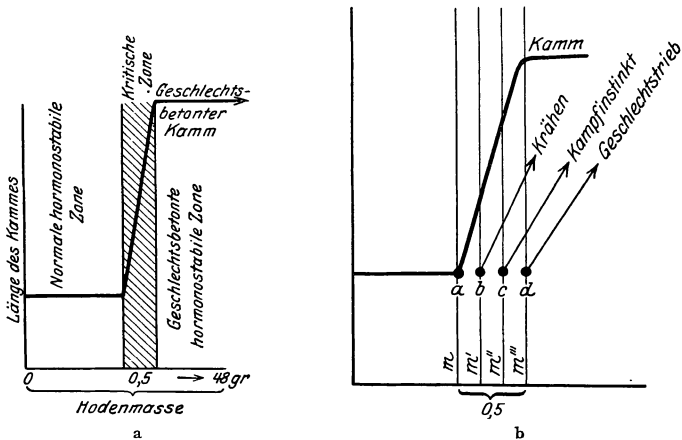 Länge des Kammes
Normale hormonostabile
Zone
Kritische
Zone
Geschlechts-
betonter
Kamm
Geschlechtsbetonte
hormonostabile Zone
0
0,5
48gr
Hodenmasse
a
Kamm
Krähen
Kampfinstinkt
Geschlechtstrieb
a b c d
m m' m'' m'''
0,5
b